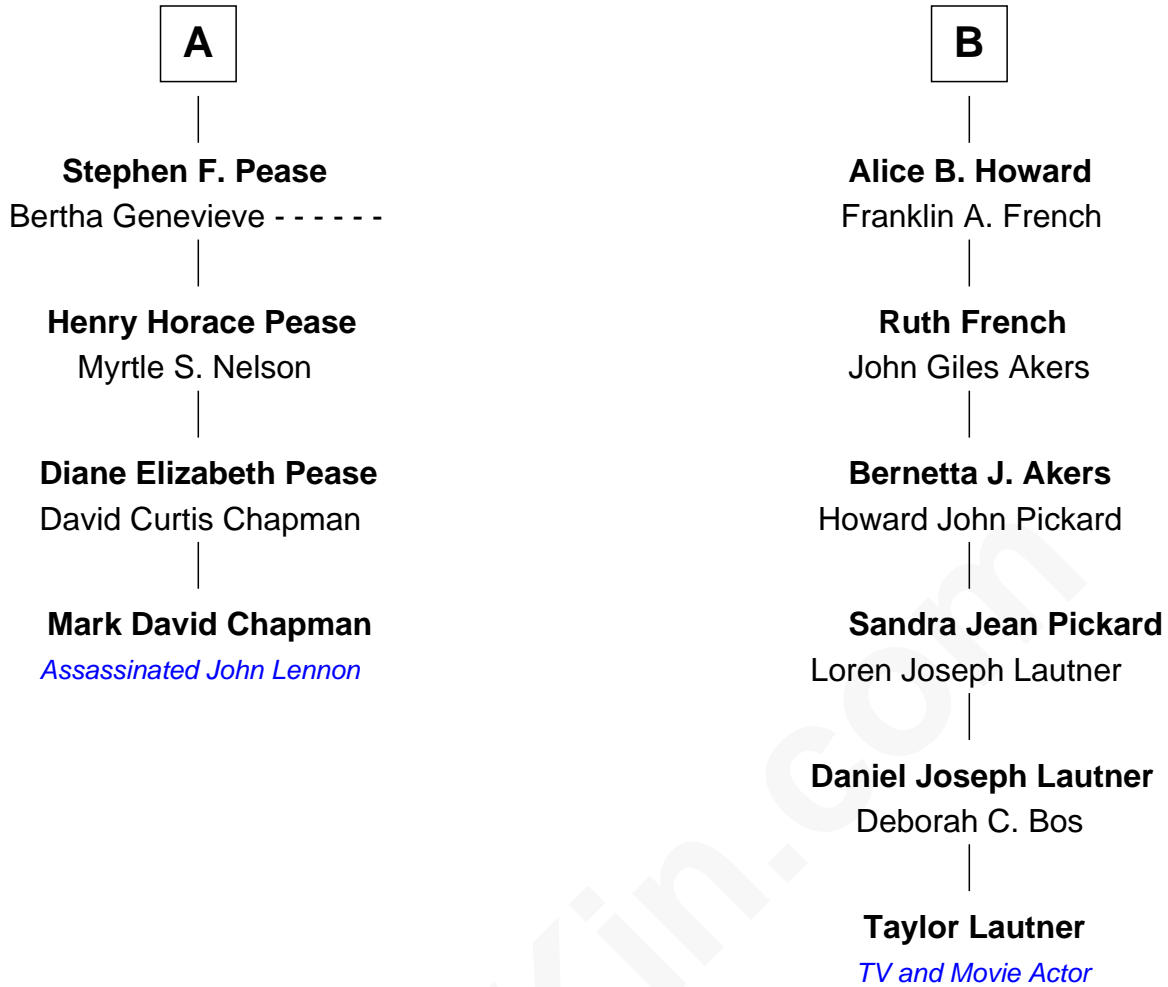 A
Stephen F. Pease
Bertha Genevieve - - - - - -
Henry Horace Pease
Myrtle S. Nelson
Diane Elizabeth Pease
David Curtis Chapman
Mark David Chapman
Assassinated John Lennon
B
Alice B. Howard
Franklin A. French
Ruth French
John Giles Akers
Bernetta J. Akers
Howard John Pickard
Sandra Jean Pickard
Loren Joseph Lautner
Daniel Joseph Lautner
Deborah C. Bos
Taylor Lautner
TV and Movie Actor
Kin.com